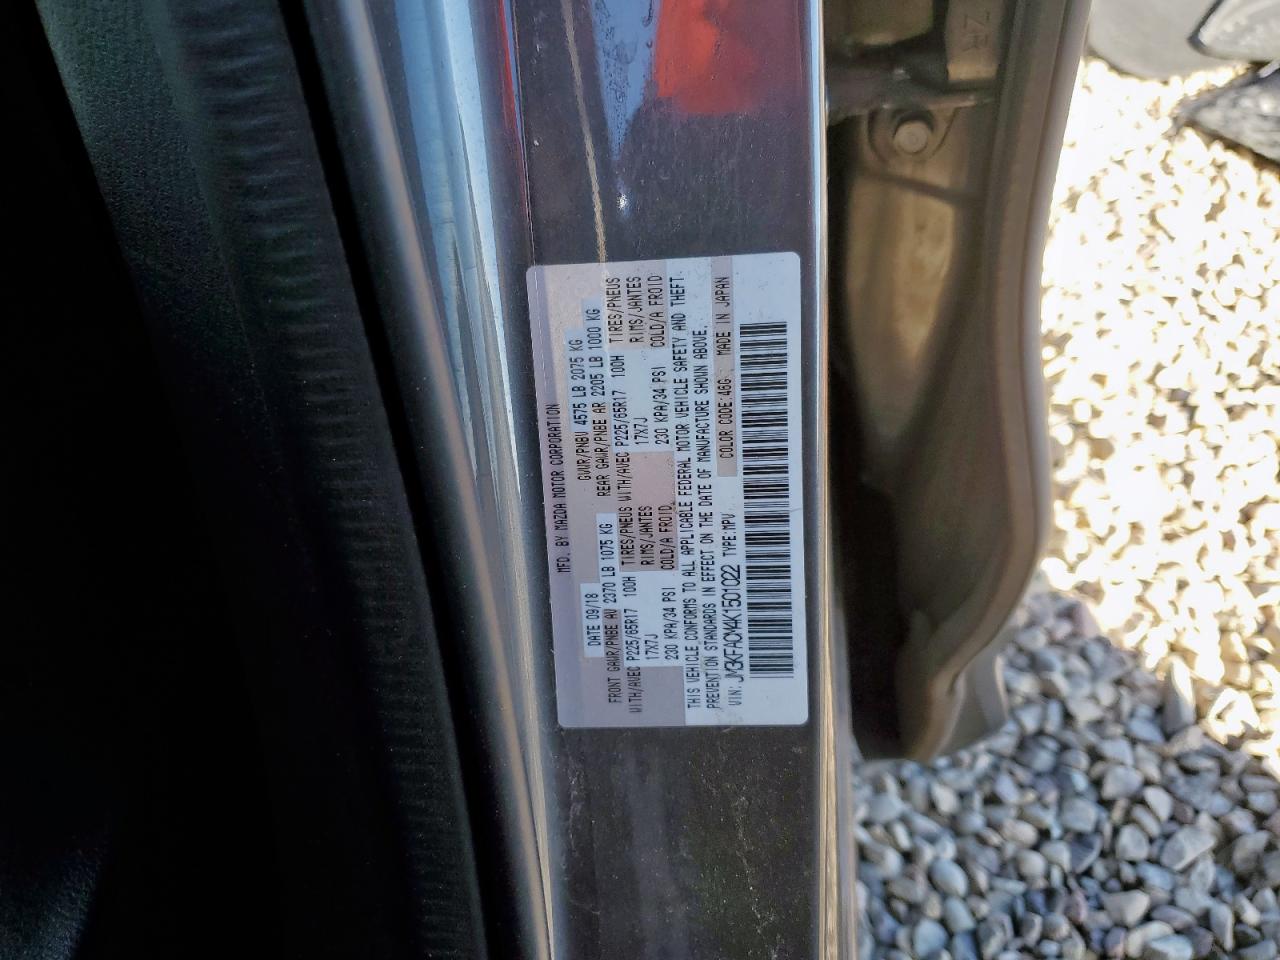 MFD. BY MAZDA MOTOR CORPORATION
DATE 09/18 GVWR/PNBV 4575 LB 2075 KG
FRONT GAWR/PNBE AV 2370 LB 1075 KG REAR GAWR/PNBE AR 2205 LB 1000 KG
WITH/AVEC P225/65R17 100H TIRES/PNEUS WITH/AVEC P225/65R17 100H TIRES/PNEUS
17X7J RIMS/JANTES 17X7J RIMS/JANTES
230 KPA/34 PSI COLD/A FROID 230 KPA/34 PSI COLD/A FROID
THIS VEHICLE CONFORMS TO ALL APPLICABLE FEDERAL MOTOR VEHICLE SAFETY AND THEFT
PREVENTION STANDARDS IN EFFECT ON THE DATE OF MANUFACTURE SHOWN ABOVE.
VIN: JM3KFACY4K1501022 TYPE:MPV COLOR CODE:46G MADE IN JAPAN